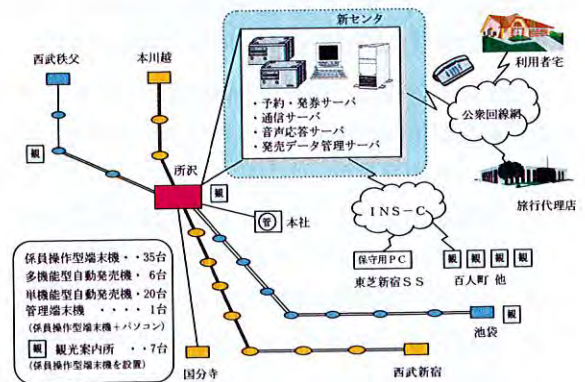 新センタ
・予約・発券サーバ
・通信サーバ
・音声応答サーバ
・発売データ管理サーバ
利用者宅
公衆回線網
旅行代理店
西武秩父
本川越
観
所沢
観
管 本社
INS-C
保守用PC
東芝新宿SS
観 観 観 観
百人町 他
係員操作型端末機・・35台
多機能型自動発売機・ 6台
単機能型自動発売機・20台
管理端末機 ・・・・ 1台
(係員操作型端末機+パソコン)
観 観光案内所 ・・7台
(係員操作型端末機を設置)
観
池袋
国分寺
西武新宿